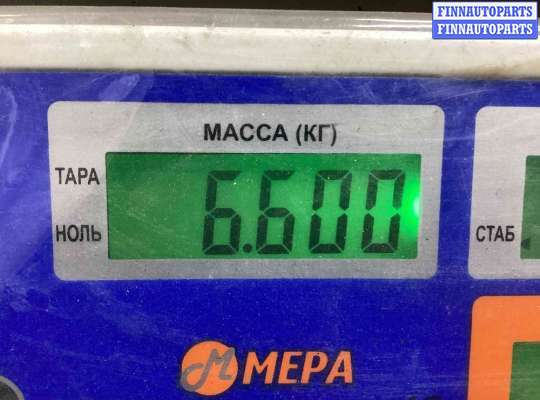 FINNAUTOPARTS
FINNAUTOPARTS
МАССА (КГ)
ТАРА
6.600
НОЛЬ
СТАБ
М МЕРА